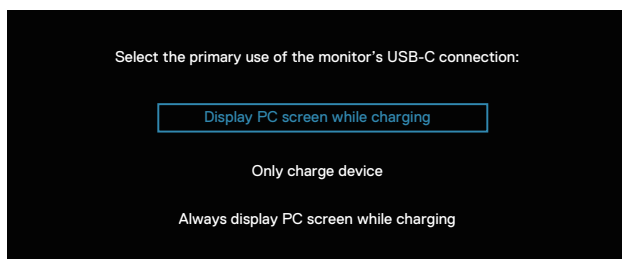 Select the primary use of the monitor’s USB-C connection:
Display PC screen while charging
Only charge device
Always display PC screen while charging